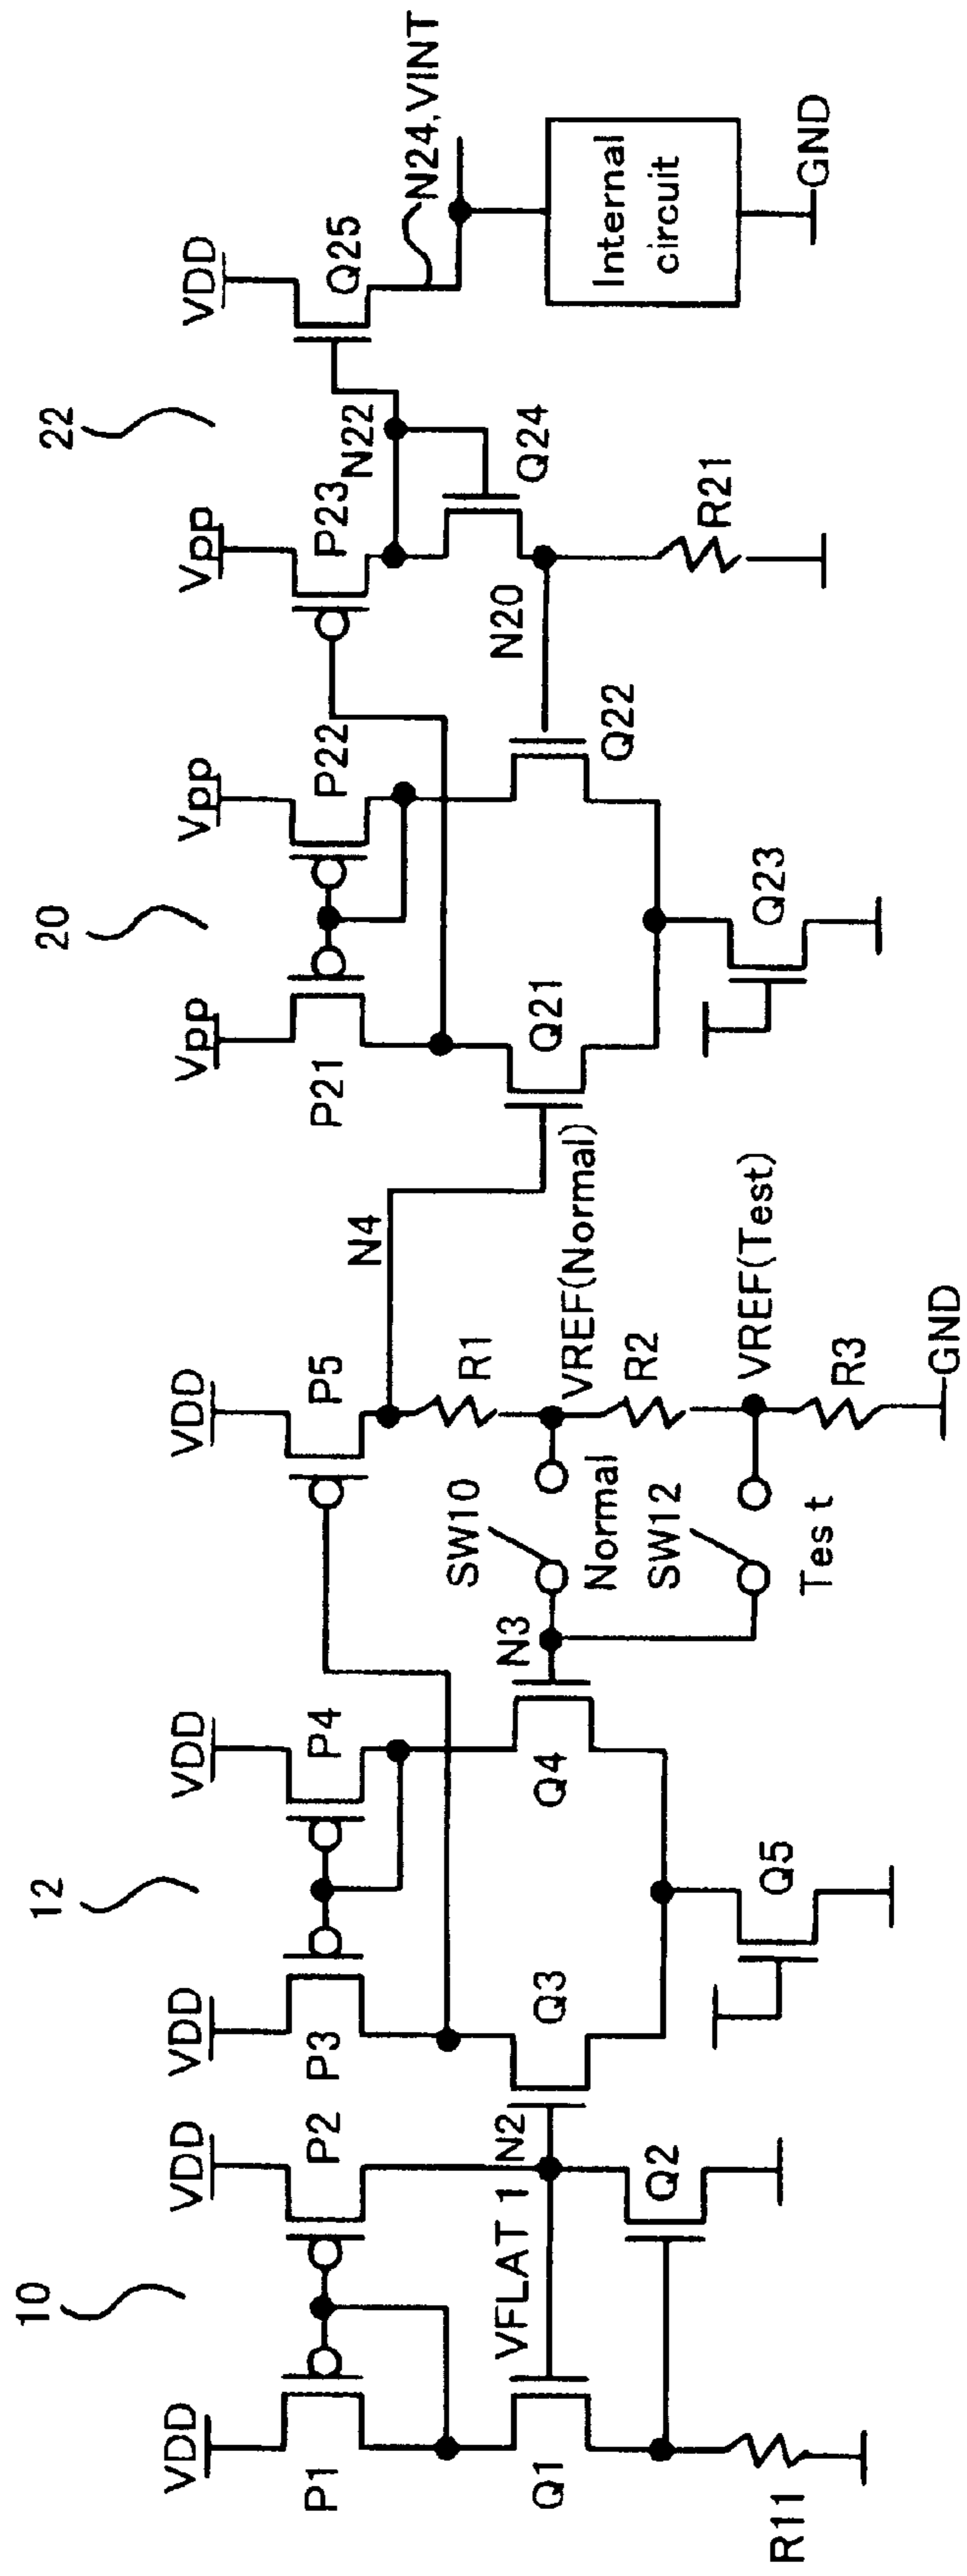 10
12
20
22
VDD
VDD
VDD
VDD
VDD
Vpp
Vpp
Vpp
VDD
P1
P2
P3
P4
P5
P21
P22
P23
Q25
N4
N22
N24,VINT
VFLAT 1
N2
N3
SW10
R1
N20
Q24
Q1
Q3
Q4
Normal
VREF(Normal)
Q21
Q22
Internal
circuit
Q2
SW12
R2
R21
Q5
Test
VREF(Test)
Q23
R11
R3
GND
GND